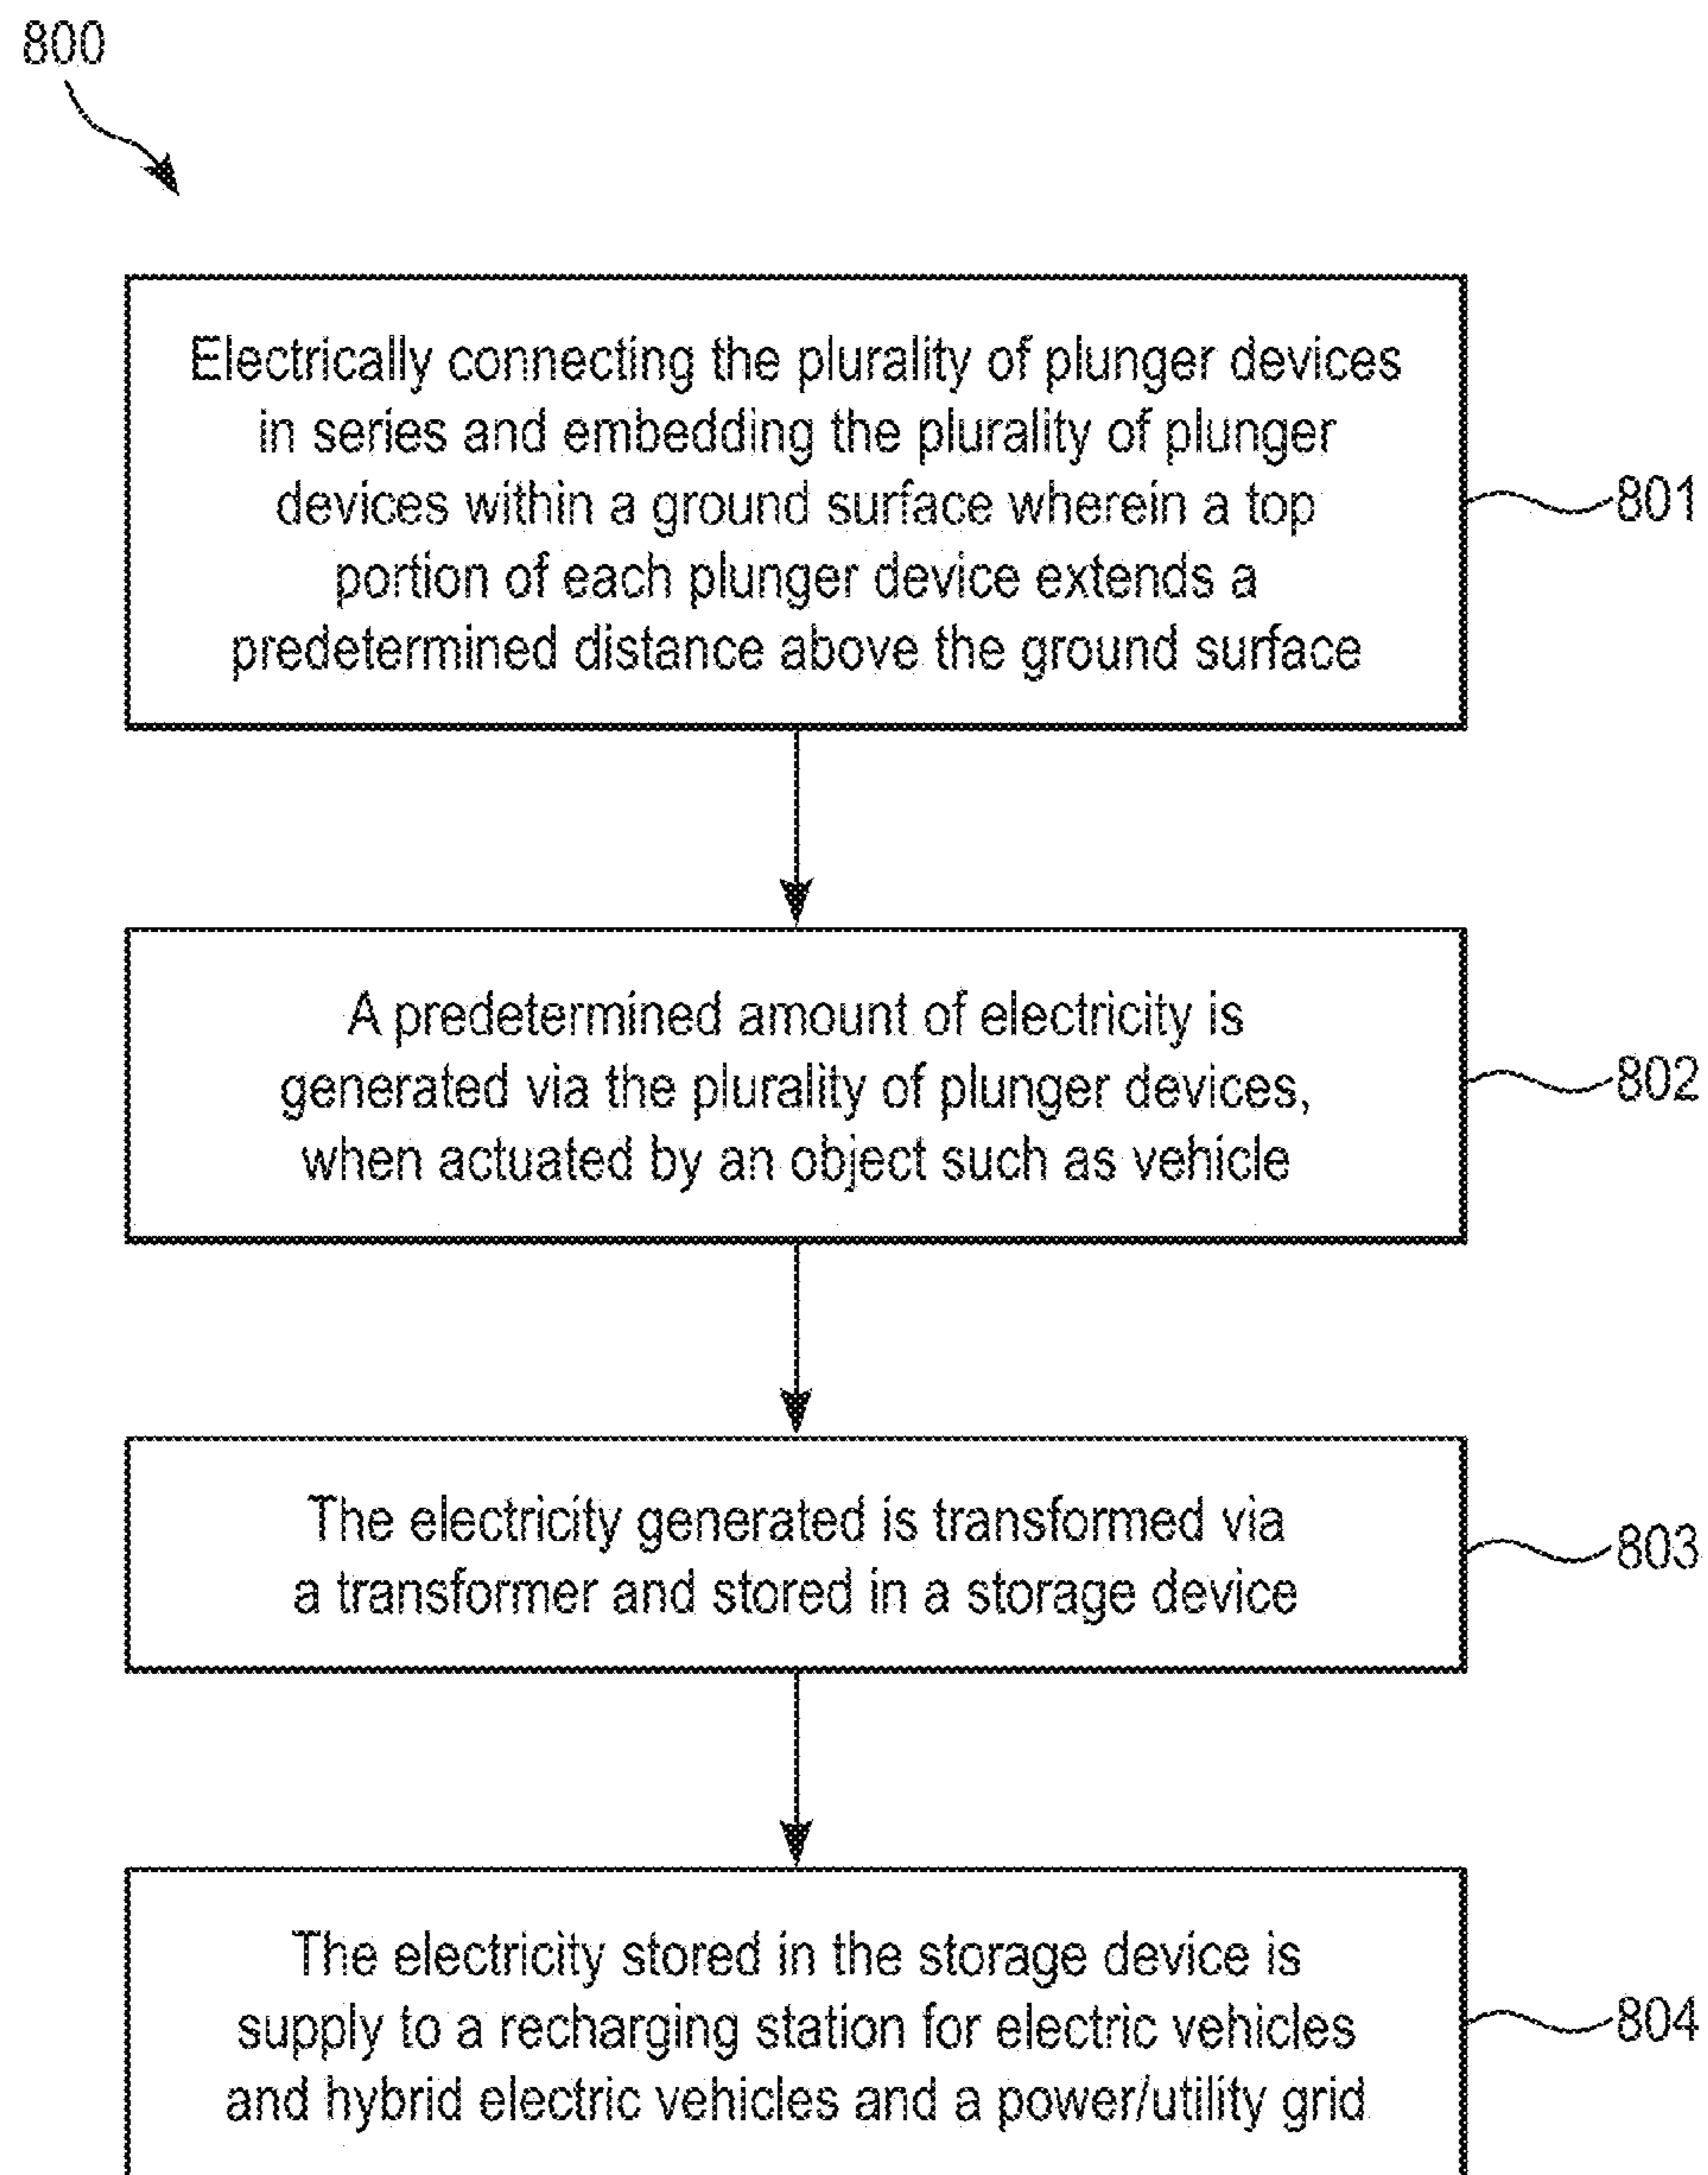 800
Electrically connecting the plurality of plunger devices
in series and embedding the plurality of plunger
devices within a ground surface wherein a top
portion of each plunger device extends a
predetermined distance above the ground surface
801
A predetermined amount of electricity is
generated via the plurality of plunger devices,
when actuated by an object such as vehicle
802
The electricity generated is transformed via
a transformer and stored in a storage device
803
The electricity stored in the storage device is
supply to a recharging station for electric vehicles
and hybrid electric vehicles and a power/utility grid
804